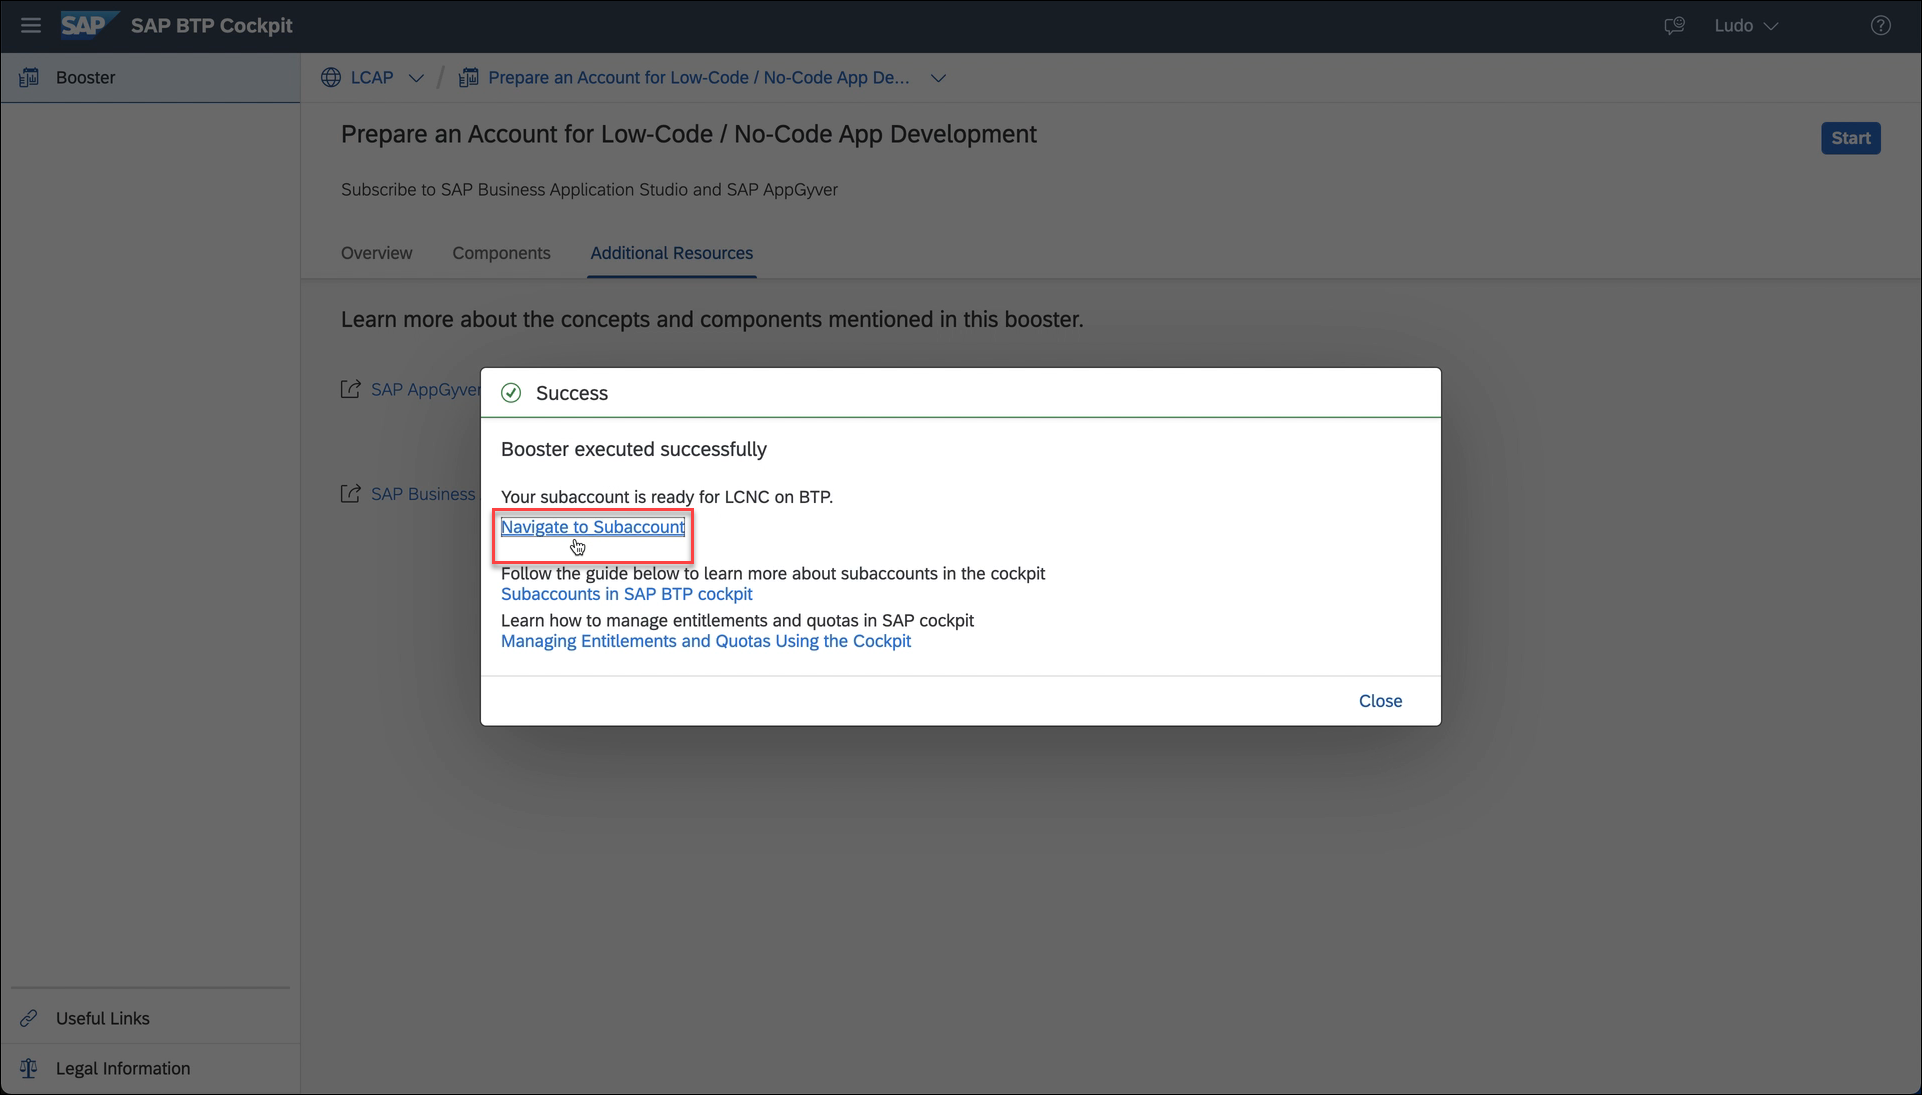 SAP
SAP BTP Cockpit
Ludo
Booster
LCAP / Prepare an Account for Low-Code / No-Code App De...
Prepare an Account for Low-Code / No-Code App Development
Start
Subscribe to SAP Business Application Studio and SAP AppGyver
Overview
Components
Additional Resources
Learn more about the concepts and components mentioned in this booster.
SAP AppGyver
SAP Business
Success
Booster executed successfully
Your subaccount is ready for LCNC on BTP.
Navigate to Subaccount
Follow the guide below to learn more about subaccounts in the cockpit
Subaccounts in SAP BTP cockpit
Learn how to manage entitlements and quotas in SAP cockpit
Managing Entitlements and Quotas Using the Cockpit
Close
Useful Links
Legal Information